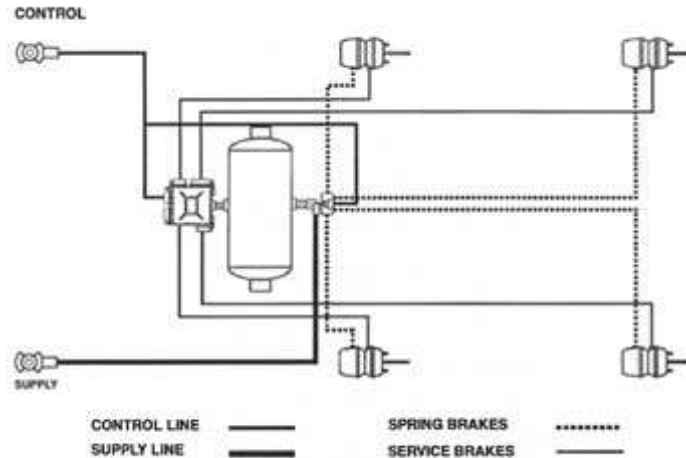 CONTROL
SUPPLY
CONTROL LINE
SPRING BRAKES
SUPPLY LINE
SERVICE BRAKES